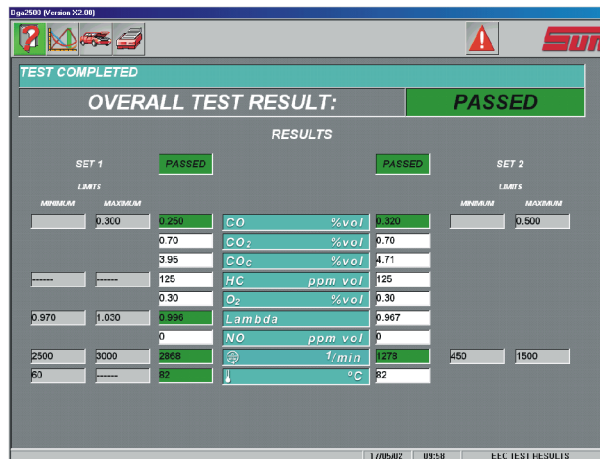 Dga2500 (Version X2.00)
Sun
TEST COMPLETED
OVERALL TEST RESULT: PASSED
RESULTS
SET 1 PASSED PASSED SET 2
LIMITS LIMITS
MINIMUM MAXIMUM MINIMUM MAXIMUM
0.300 0.250 CO %vol 0.320 0.500
0.70 CO2 %vol 0.70
3.95 COc %vol 4.71
------ ------ 125 HC ppm vol 125
0.30 O2 %vol 0.30
0.970 1.030 0.996 Lambda 0.967
0 NO ppm vol 0
2500 3000 2868 1/min 1278 450 1500
60 ------ 82 °C 82
17/05/02 09:58 EEC TEST RESULTS